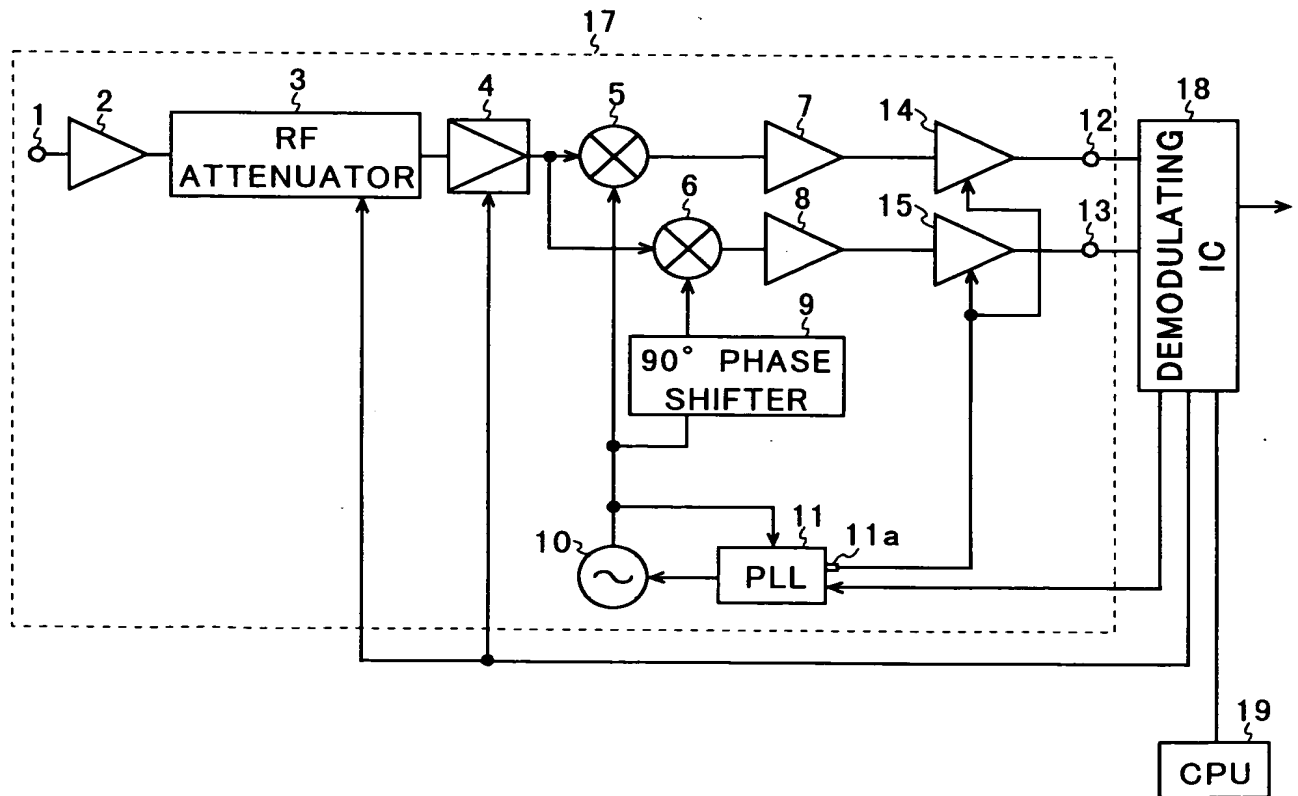 17
1
2
3
4
5
7
14
12
18
RF
ATTENUATOR
6
8
15
13
DEMODULATING
IC
9
90° PHASE
SHIFTER
10
11
11a
PLL
19
CPU